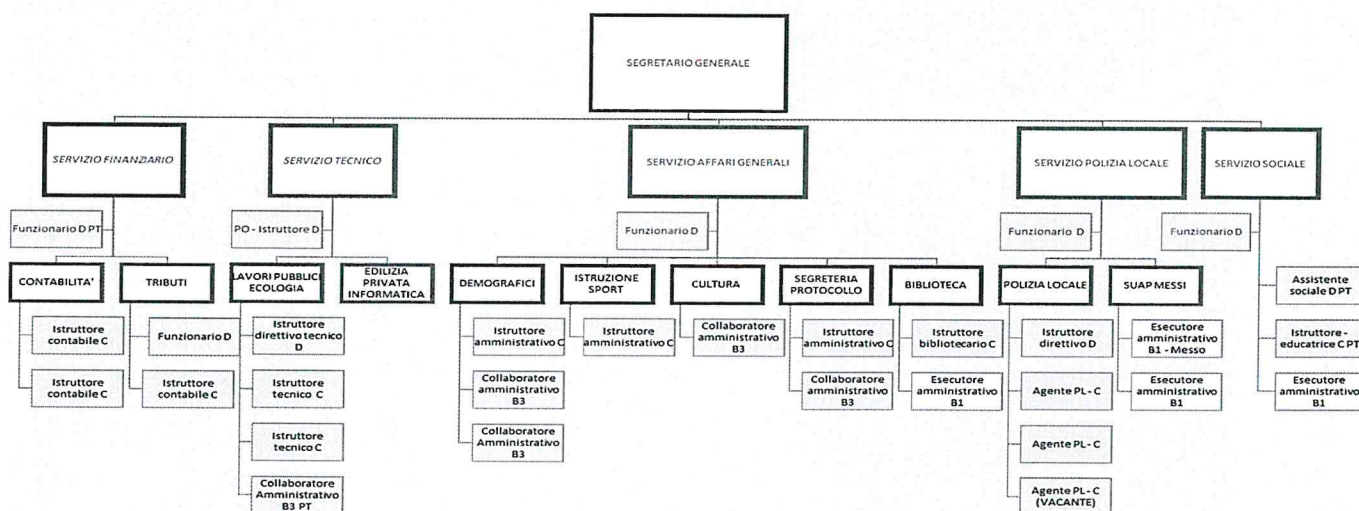 SEGRETARIO GENERALE
SERVIZIO FINANZIARIO
SERVIZIO TECNICO
SERVIZIO AFFARI GENERALI
SERVIZIO POLIZIA LOCALE
SERVIZIO SOCIALE
Funzionario D PT
PO - Istruttore D
Funzionario D
Funzionario D
Funzionario D
CONTABILITA'
TRIBUTI
LAVORI PUBBLICI
ECOLOGIA
EDILIZIA
PRIVATA
INFORMATICA
DEMOGRAFICI
ISTRUZIONE
SPORT
CULTURA
SEGRETERIA
PROTOCOLLO
BIBLIOTECA
POLIZIA LOCALE
SUAP MESSI
Assistente
sociale D PT
Istruttore
contabile C
Funzionario D
Istruttore
direttivo tecnico
D
Istruttore
amministrativo C
Istruttore
amministrativo C
Collaboratore
amministrativo
B3
Istruttore
amministrativo C
Istruttore
bibliotecario C
Istruttore
direttivo D
Esecutore
amministrativo
B1 - Messo
Istruttore -
educatrice C PT
Istruttore
contabile C
Istruttore
contabile C
Istruttore
tecnico C
Collaboratore
amministrativo
B3
Collaboratore
amministrativo
B3
Esecutore
amministrativo
B1
Agente PL - C
Esecutore
amministrativo
B1
Esecutore
amministrativo
B1
Istruttore
tecnico C
Collaboratore
Amministrativo
B3
Agente PL - C
Collaboratore
Amministrativo
B3 PT
Agente PL - C
(VACANTE)